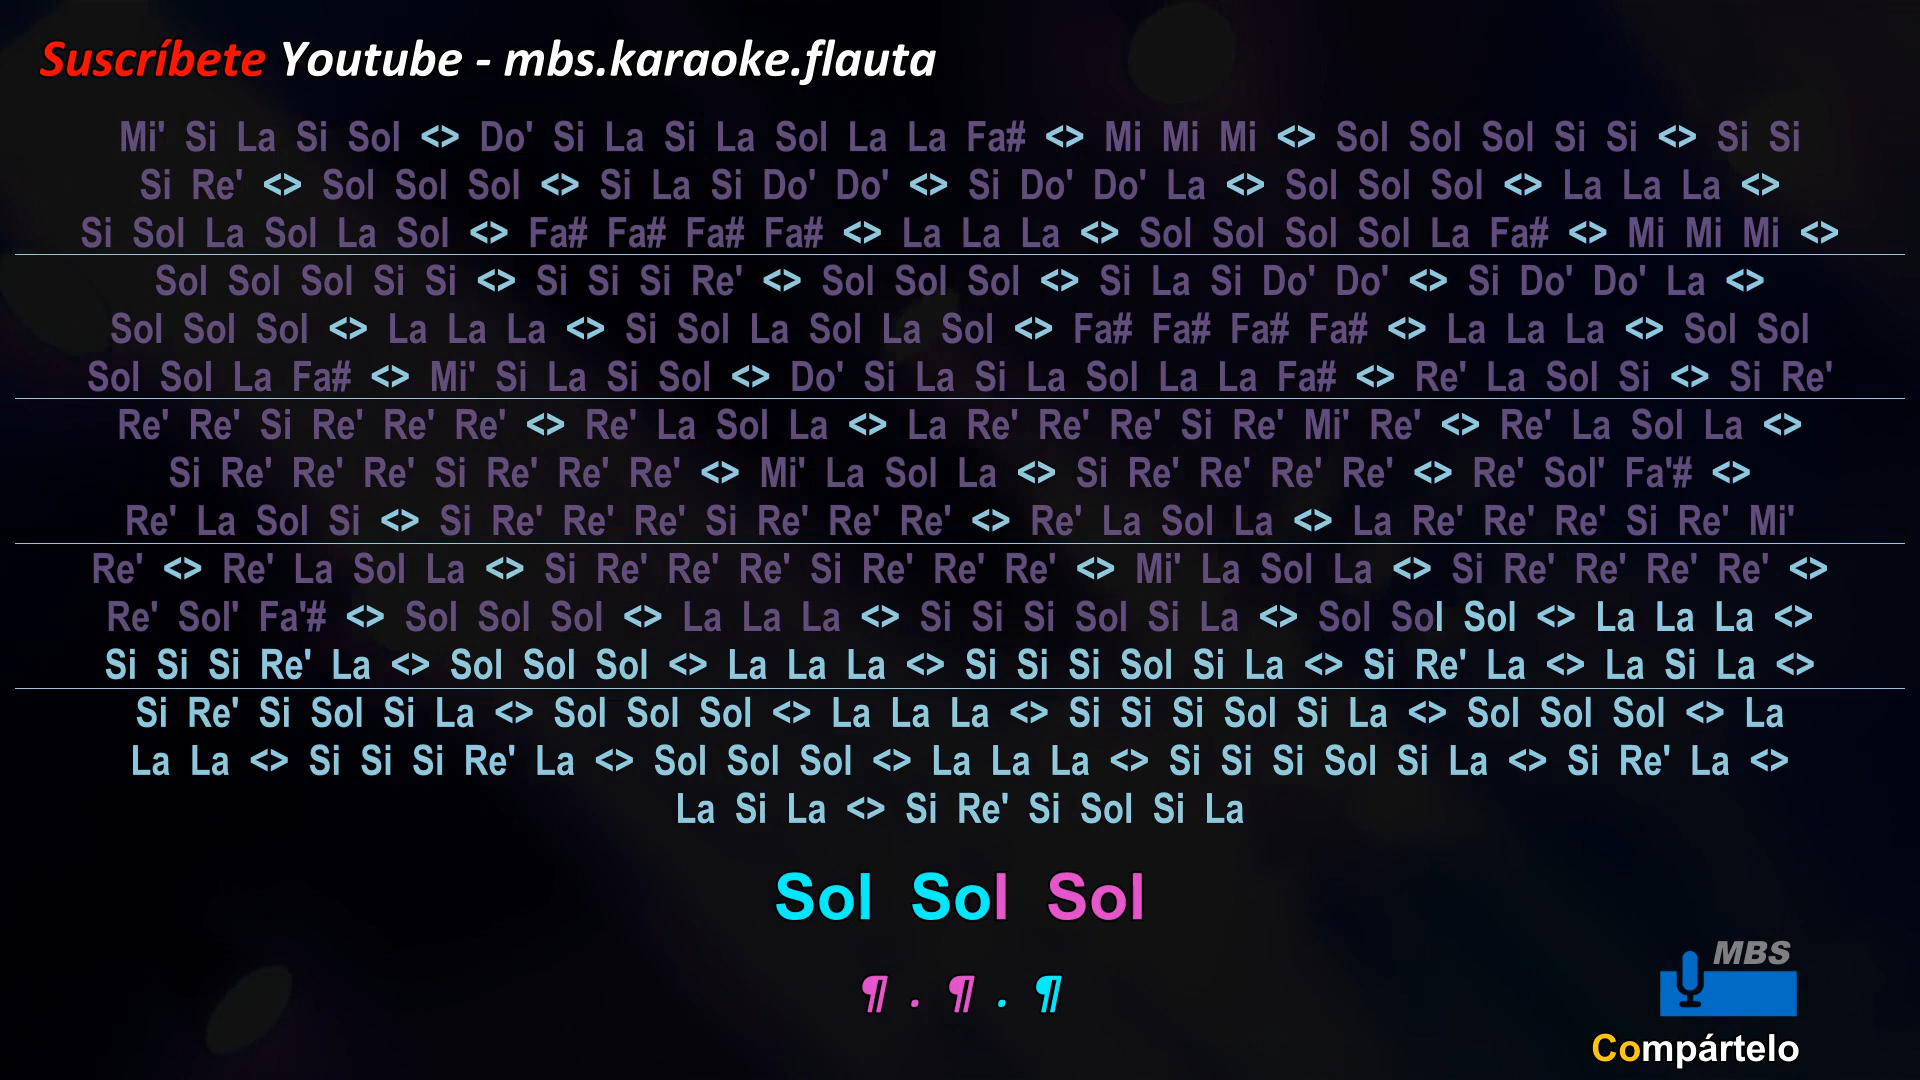 Suscríbete Youtube - mbs.karaoke.flauta
Mi' Si La Si Sol <> Do' Si La Si La Sol La La Fa# <> Mi Mi Mi <> Sol Sol Sol Si Si <> Si Si
Si Re' <> Sol Sol Sol <> Si La Si Do' Do' <> Si Do' Do' La <> Sol Sol Sol <> La La La <>
Si Sol La Sol La Sol <> Fa# Fa# Fa# Fa# <> La La La <> Sol Sol Sol Sol La Fa# <> Mi Mi Mi <>
Sol Sol Sol Si Si <> Si Si Si Re' <> Sol Sol Sol <> Si La Si Do' Do' <> Si Do' Do' La <>
Sol Sol Sol <> La La La <> Si Sol La Sol La Sol <> Fa# Fa# Fa# Fa# <> La La La <> Sol Sol
Sol Sol La Fa# <> Mi' Si La Si Sol <> Do' Si La Si La Sol La La Fa# <> Re' La Sol Si <> Si Re'
Re' Re' Si Re' Re' Re' <> Re' La Sol La <> La Re' Re' Re' Si Re' Mi' Re' <> Re' La Sol La <>
Si Re' Re' Re' Si Re' Re' Re' <> Mi' La Sol La <> Si Re' Re' Re' Re' <> Re' Sol' Fa'# <>
Re' La Sol Si <> Si Re' Re' Re' Si Re' Re' Re' <> Re' La Sol La <> La Re' Re' Re' Si Re' Mi'
Re' <> Re' La Sol La <> Si Re' Re' Re' Si Re' Re' Re' <> Mi' La Sol La <> Si Re' Re' Re' Re' <>
Re' Sol' Fa'# <> Sol Sol Sol <> La La La <> Si Si Si Sol Si La <> Sol Sol Sol <> La La La <>
Si Si Si Re' La <> Sol Sol Sol <> La La La <> Si Si Si Sol Si La <> Si Re' La <> La Si La <>
Si Re' Si Sol Si La <> Sol Sol Sol <> La La La <> Si Si Si Sol Si La <> Sol Sol Sol <> La
La La <> Si Si Si Re' La <> Sol Sol Sol <> La La La <> Si Si Si Sol Si La <> Si Re' La <>
La Si La <> Si Re' Si Sol Si La
Sol Sol Sol
¶ . ¶ . ¶
MBS
Compártelo